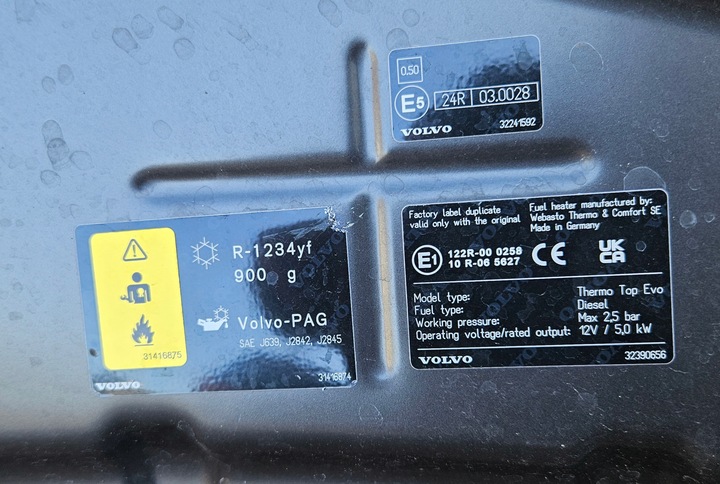 0.50
E5 24R 03.0028
VOLVO 32241592
R-1234yf
900 g
Volvo-PAG
SAE J639, J2842, J2845
31416875
VOLVO 31416874
Factory label duplicate
valid only with the original
Fuel heater manufactured by:
Webasto Thermo & Comfort SE
Made in Germany
E1 122R-00 0258
10 R-06 5627
CE UKCA
Model type: Thermo Top Evo
Fuel type: Diesel
Working pressure: Max 2,5 bar
Operating voltage/rated output: 12V / 5,0 kW
VOLVO 32390656